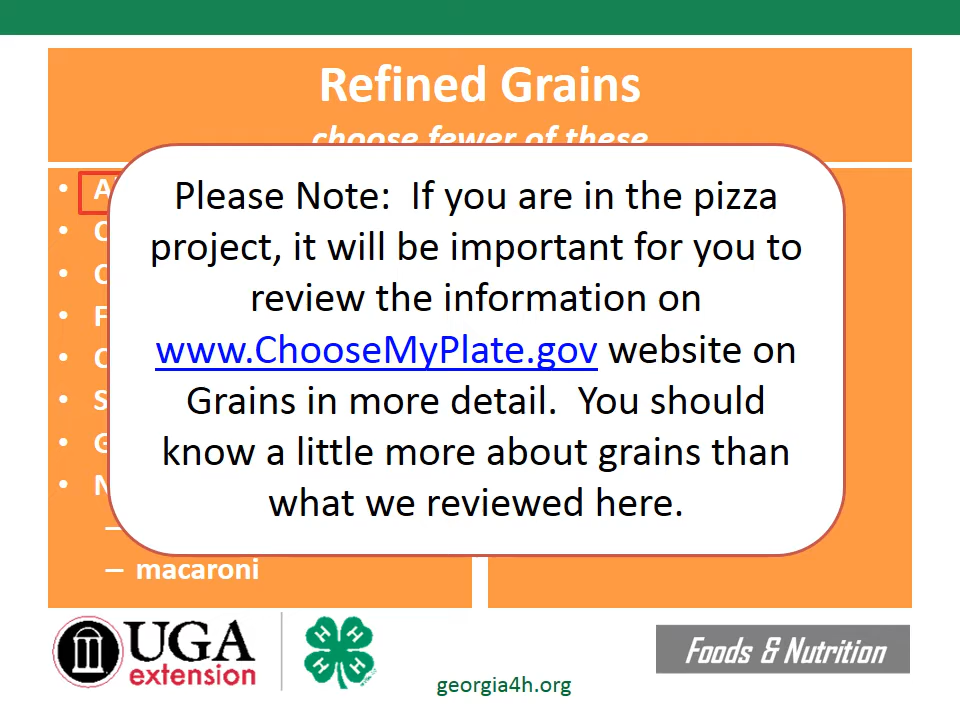 Refined Grains
choose fewer of these
Please Note:  If you are in the pizza
project, it will be important for you to
review the information on
www.ChooseMyPlate.gov website on
Grains in more detail.  You should
know a little more about grains than
what we reviewed here.
– macaroni
UGA
extension
H H H H
georgia4h.org
Foods & Nutrition